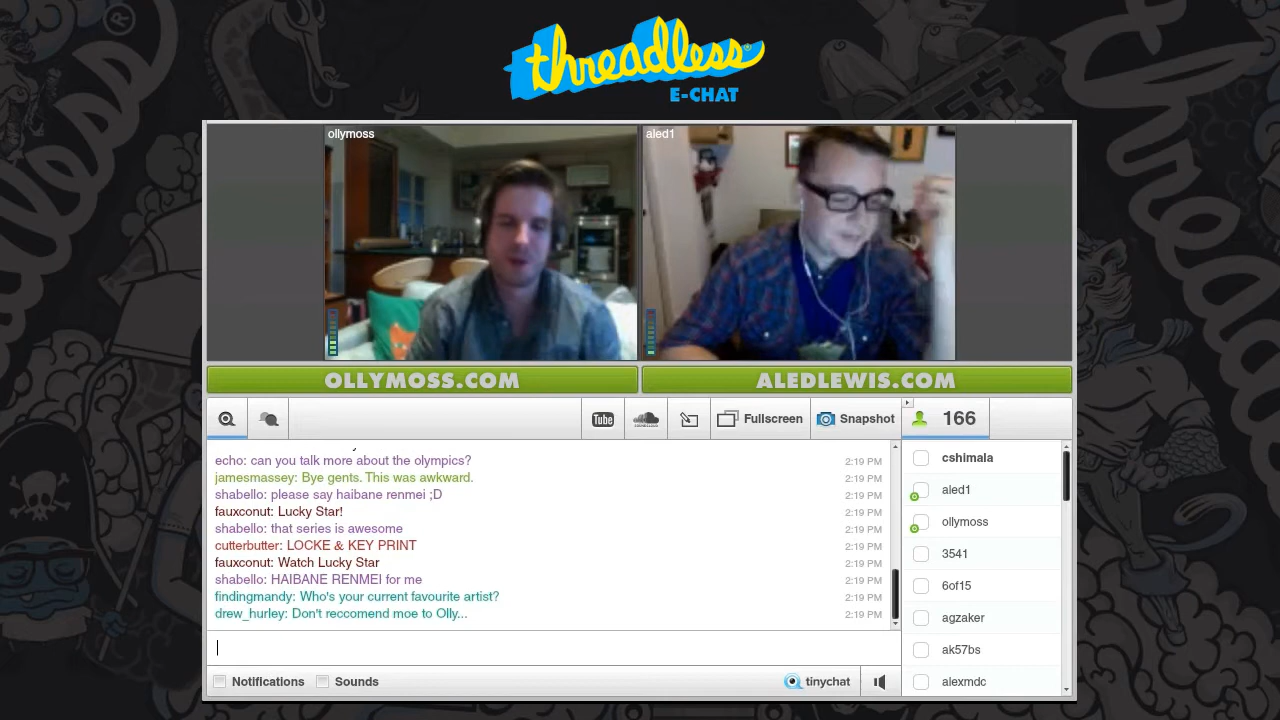 threadless
E-CHAT
ollymoss
aled1
OLLYMOSS.COM
ALEDLEWIS.COM
Tube
Fullscreen
Snapshot
166
echo: can you talk more about the olympics? 2:19 PM
jamesmassey: Bye gents. This was awkward. 2:19 PM
shabello: please say haibane renmei ;D 2:19 PM
fauxconut: Lucky Star! 2:19 PM
shabello: that series is awesome 2:19 PM
cutterbutter: LOCKE & KEY PRINT 2:19 PM
fauxconut: Watch Lucky Star 2:19 PM
shabello: HAIBANE RENMEI for me 2:19 PM
findingmandy: Who's your current favourite artist? 2:19 PM
drew_hurley: Don't reccomend moe to Olly... 2:19 PM
cshimala
aled1
ollymoss
3541
6of15
agzaker
ak57bs
alexmdc
Notifications
Sounds
tinychat